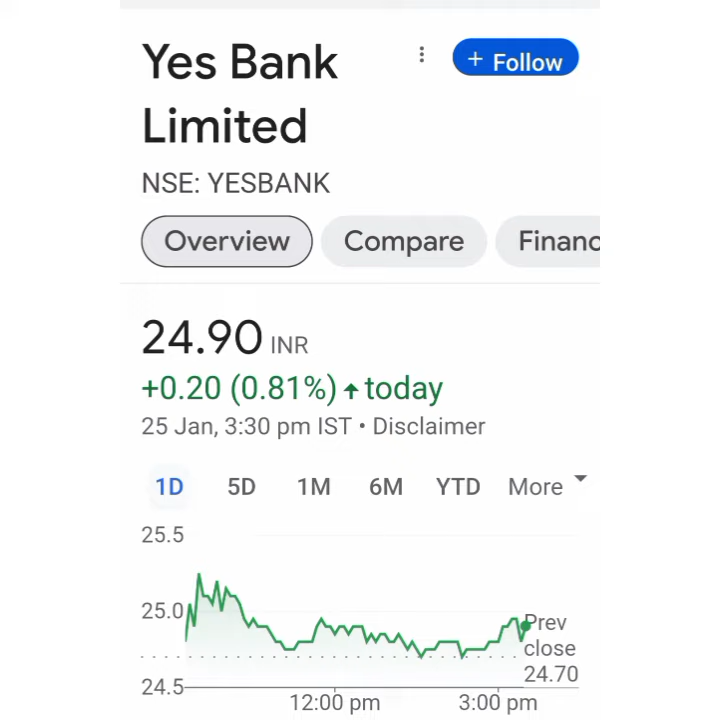 Yes Bank
Limited
+ Follow
NSE: YESBANK
Overview
Compare
Financ
24.90 INR
+0.20 (0.81%) ↑ today
25 Jan, 3:30 pm IST • Disclaimer
1D 5D 1M 6M YTD More
25.5
25.0
24.5
Prev
close
24.70
12:00 pm 3:00 pm